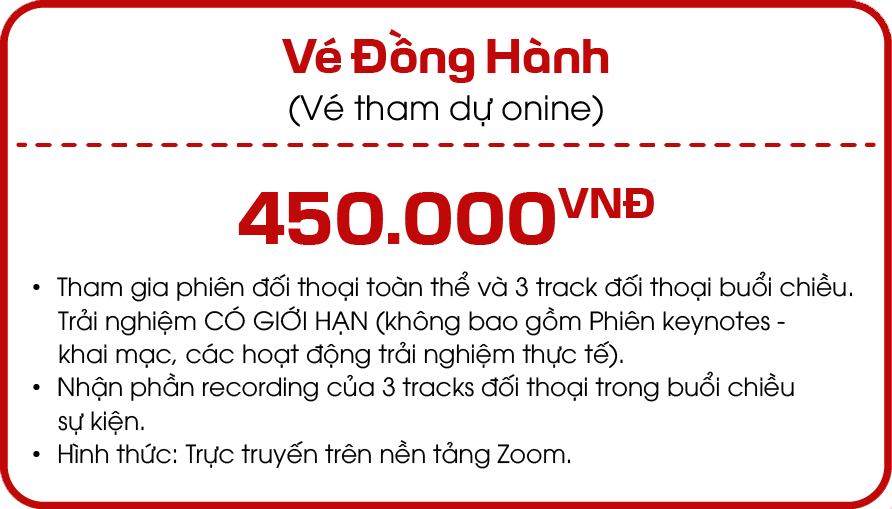 Vé Đồng Hành
(Vé tham dự onine)
450.000VNĐ
• Tham gia phiên đối thoại toàn thể và 3 track đối thoại buổi chiều.
Trải nghiệm CÓ GIỚI HẠN (không bao gồm Phiên keynotes -
khai mạc, các hoạt động trải nghiệm thực tế).
• Nhận phần recording của 3 tracks đối thoại trong buổi chiều
sự kiện.
• Hình thức: Trực truyến trên nền tảng Zoom.